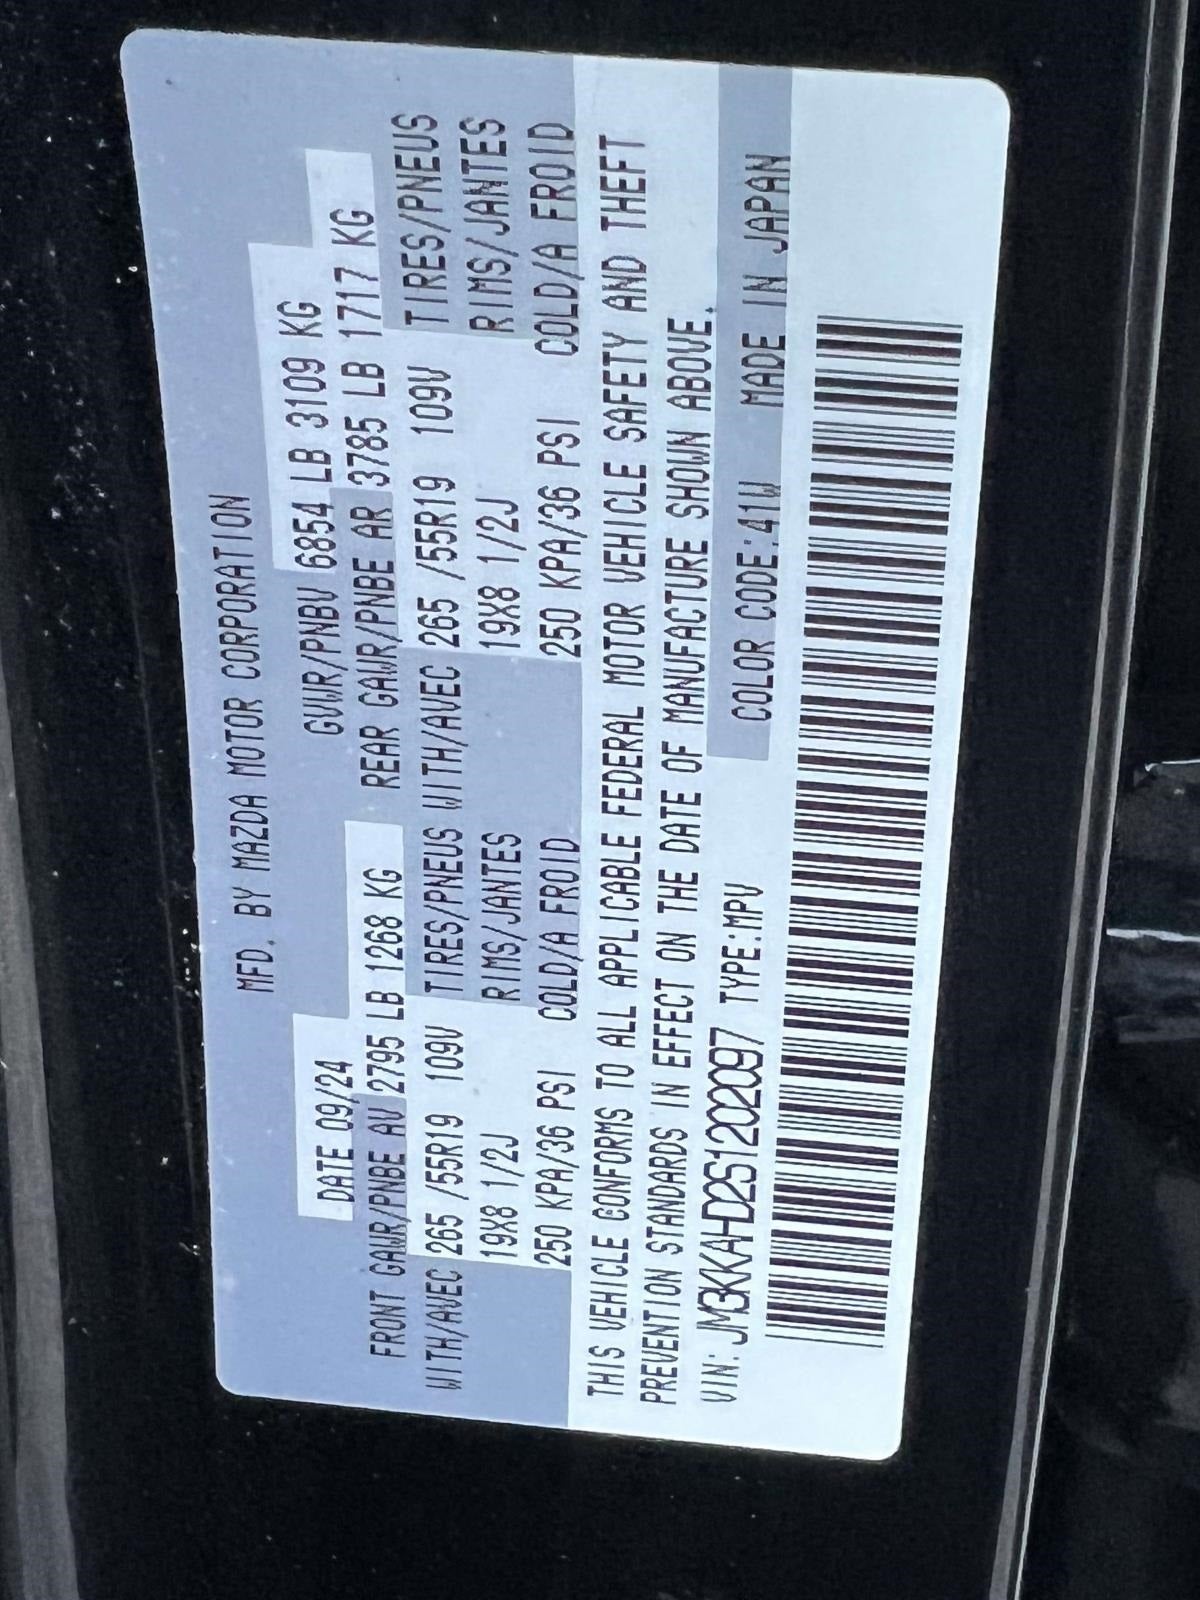 MFD. BY MAZDA MOTOR CORPORATION
DATE 09/24 GVWR/PNBV 6854 LB 3109 KG
FRONT GAWR/PNBE AV 2795 LB 1268 KG REAR GAWR/PNBE AR 3785 LB 1717 KG
WITH/AVEC 265 /55R19 109V TIRES/PNEUS WITH/AVEC 265 /55R19 109V TIRES/PNEUS
19X8 1/2J RIMS/JANTES 19X8 1/2J RIMS/JANTES
250 KPA/36 PSI COLD/A FROID 250 KPA/36 PSI COLD/A FROID
THIS VEHICLE CONFORMS TO ALL APPLICABLE FEDERAL MOTOR VEHICLE SAFETY AND THEFT
PREVENTION STANDARDS IN EFFECT ON THE DATE OF MANUFACTURE SHOWN ABOVE.
VIN: JM3KKAHD2S1202097 TYPE:MPV COLOR CODE:41W MADE IN JAPAN